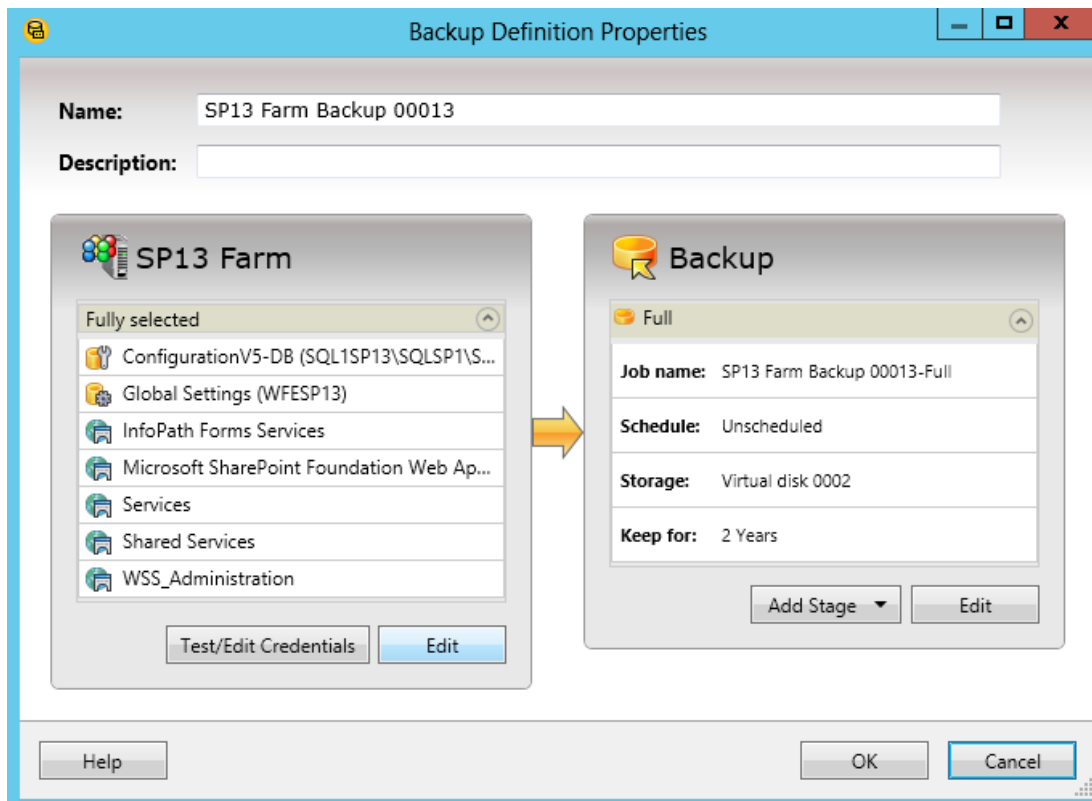 Backup Definition Properties
Name: SP13 Farm Backup 00013
Description:
SP13 Farm
Fully selected
ConfigurationV5-DB (SQL1SP13\SQLSP1\S...
Global Settings (WFESP13)
InfoPath Forms Services
Microsoft SharePoint Foundation Web Ap...
Services
Shared Services
WSS_Administration
Test/Edit Credentials Edit
Backup
Full
Job name: SP13 Farm Backup 00013-Full
Schedule: Unscheduled
Storage: Virtual disk 0002
Keep for: 2 Years
Add Stage Edit
Help OK Cancel